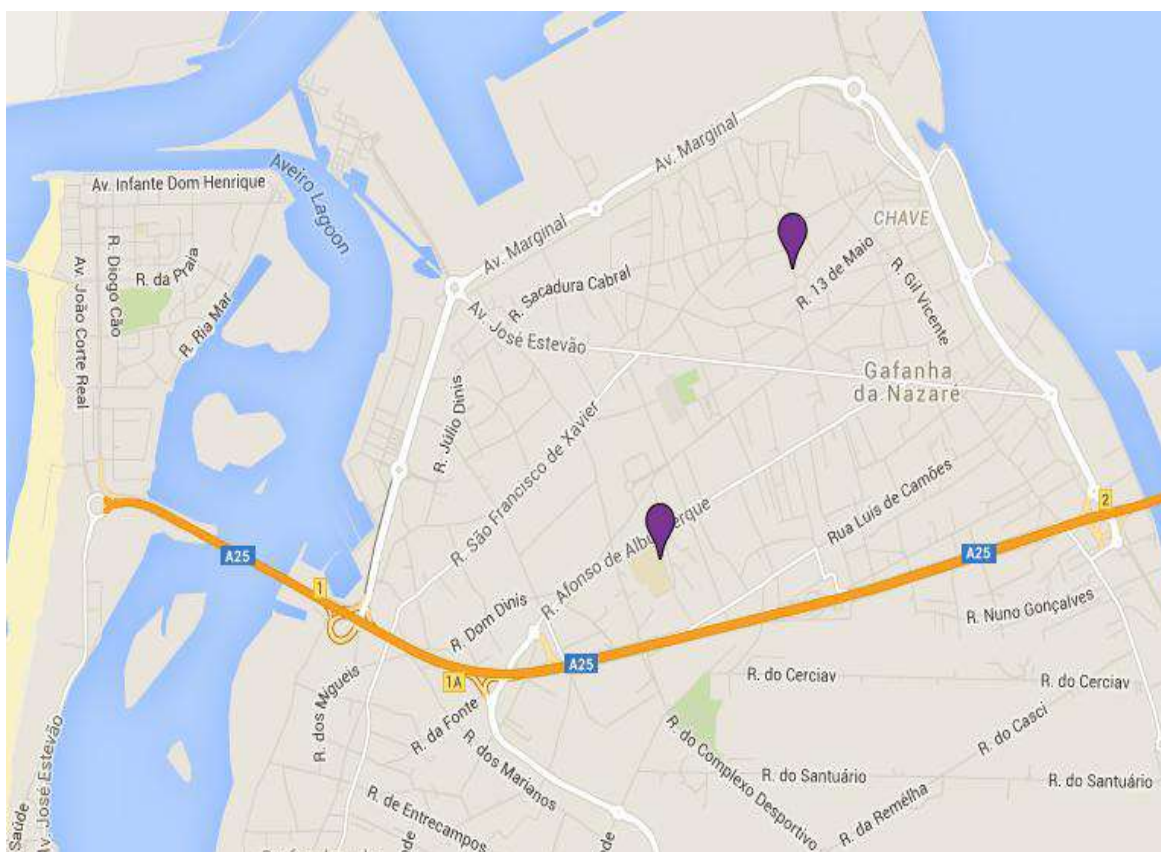 Av. Marginal
Av. Infante Dom Henrique
Aveiro Lagoon
CHAVE
R. Diogo Cão
R. da Praia
Av. Marginal
R. 13 de Maio
R. Gil Vicente
Av. João Corte Real
R. Ria Mar
R. Sacadura Cabral
Av. José Estevão
Gafanha
da Nazaré
R. Júlio Dinis
R. São Francisco de Xavier
Rua Luis de Camões
2
A25
A25
R. Afonso de Albuquerque
1
R. Dom Dinis
R. Nuno Gonçalves
A25
1A
R. do Cerciav
R. do Cerciav
R. dos Migueis
R. da Fonte
R. dos Marianos
R. do Complexo Desportivo
R. do Casci
R. do Santuário
R. do Santuário
Av. José Estevão
Saúde
R. de Entrecampos
R. da Remelha